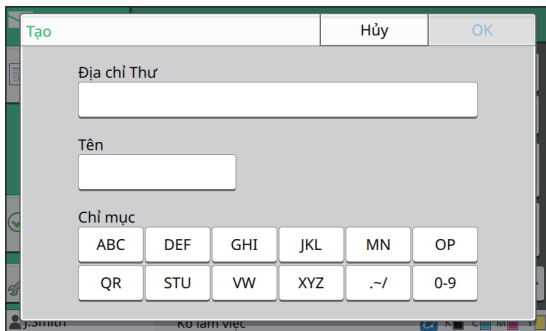 Tạo Hủy OK
Địa chỉ Thư
Tên
Chỉ mục
ABC DEF GHI JKL MN OP
QR STU VW XYZ .~/ 0-9
J.Smith Ko làm việc K C M Y